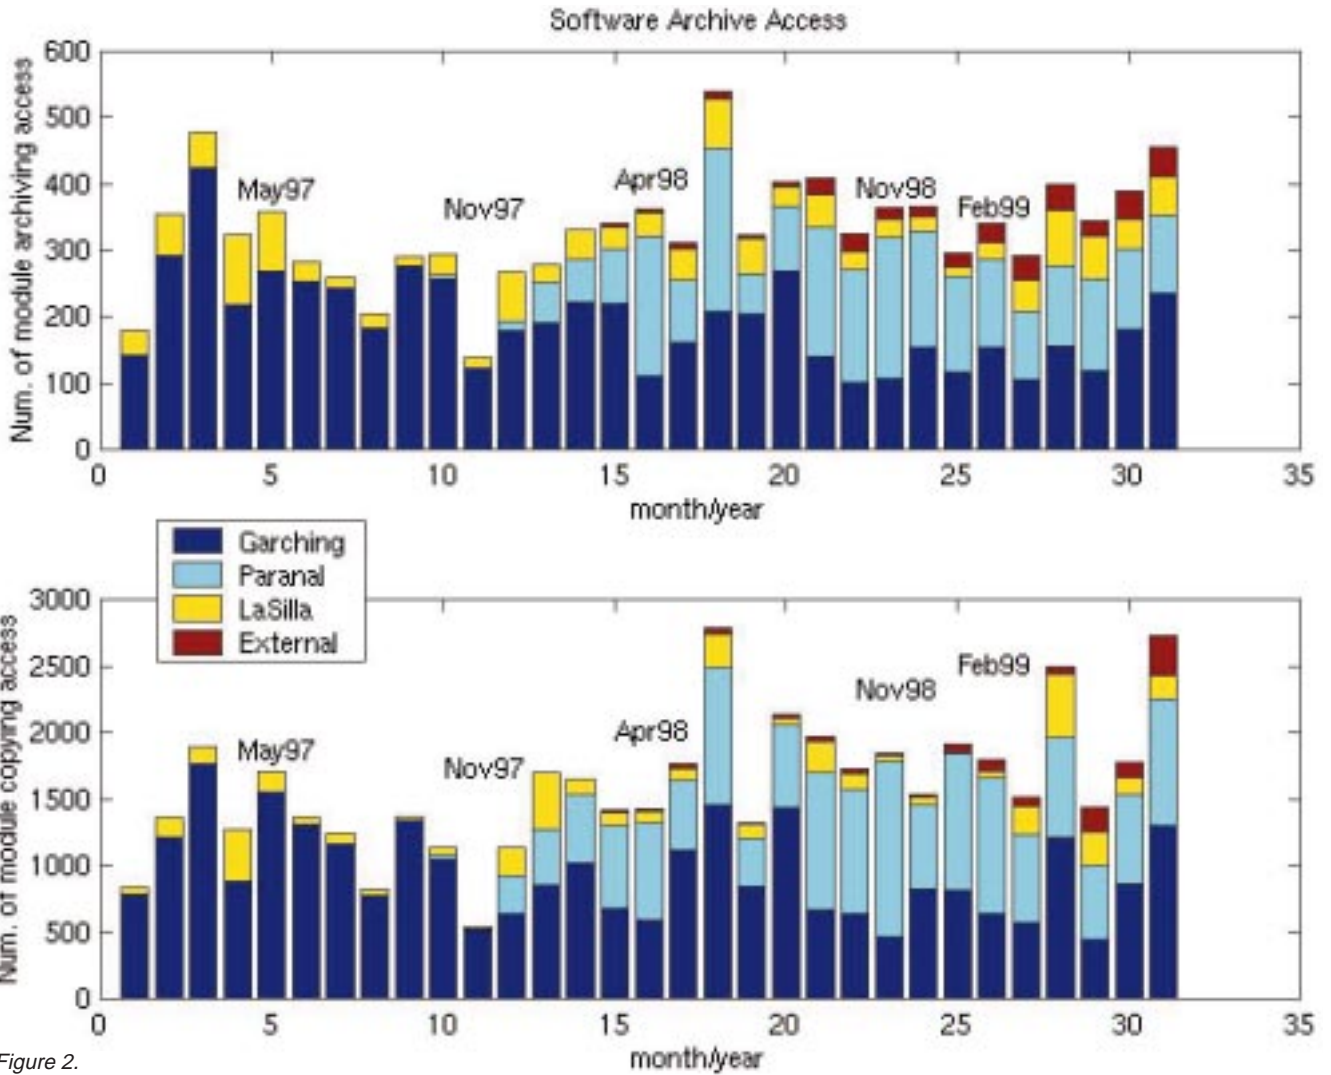 Software Archive Access
Num. of module archiving access
600
500
400
300
200
100
0
May97
Nov97
Apr98
Nov98
Feb99
0 5 10 15 20 25 30 35
month/year
Garching
Paranal
LaSilla
External
Num. of module copying access
3000
2500
2000
1500
1000
500
0
May97
Nov97
Apr98
Nov98
Feb99
0 5 10 15 20 25 30 35
month/year
Figure 2.